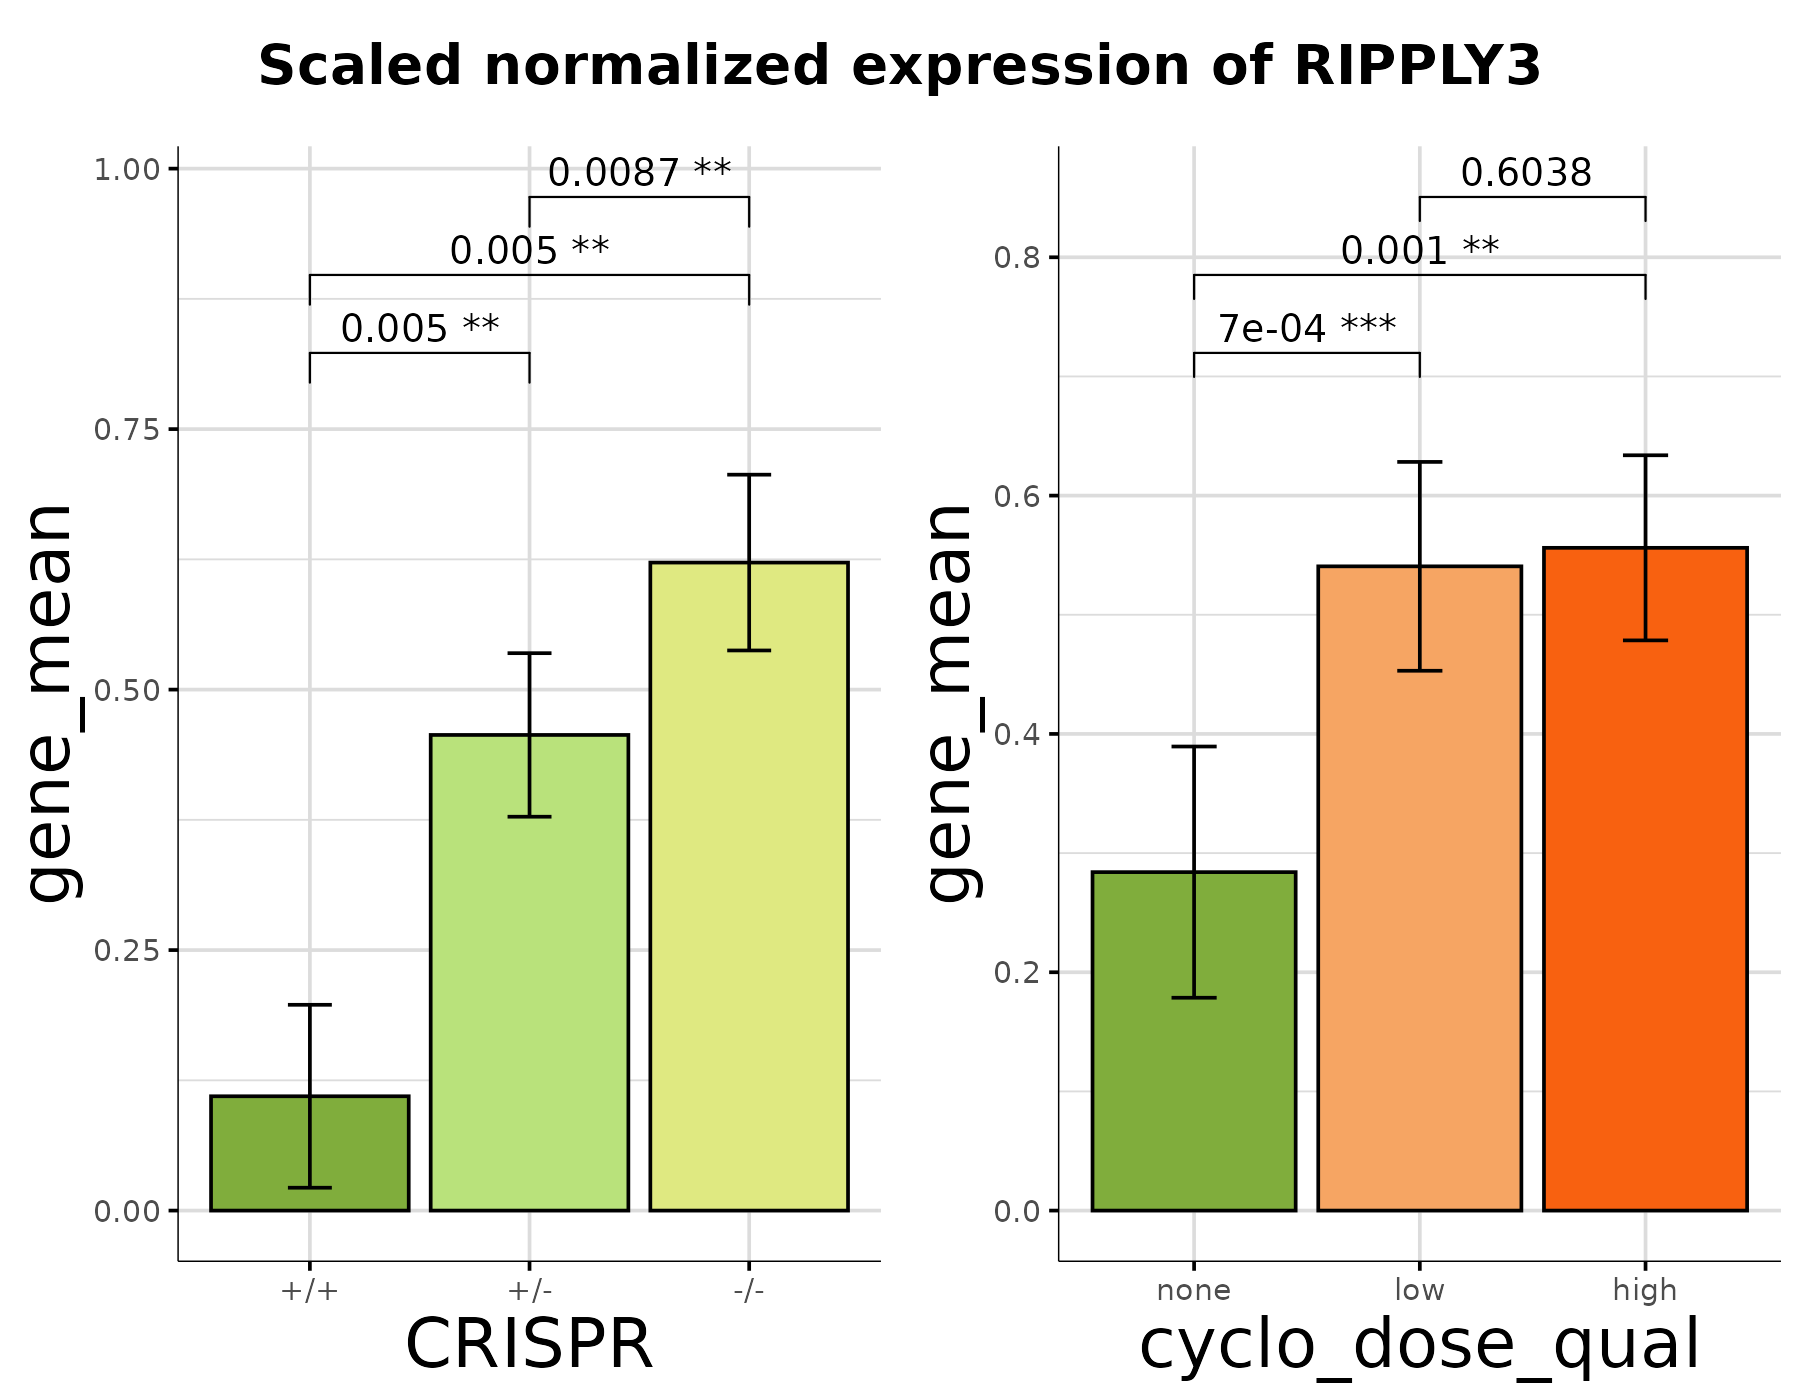 Scaled normalized expression of RIPPLY3
gene_mean
1.00
0.75
0.50
0.25
0.00
0.0087 **
0.005 **
0.005 **
+/+
+/-
-/-
CRISPR
gene_mean
0.8
0.6
0.4
0.2
0.0
0.6038
0.001 **
7e-04 ***
none
low
high
cyclo_dose_qual